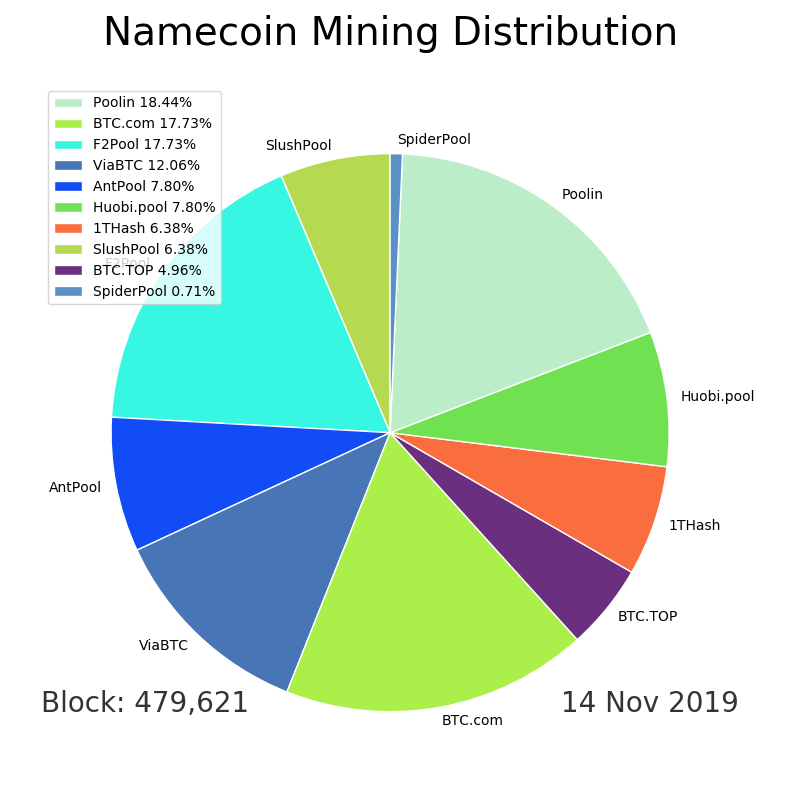 Namecoin Mining Distribution
Poolin 18.44%
BTC.com 17.73%
F2Pool 17.73%
ViaBTC 12.06%
AntPool 7.80%
Huobi.pool 7.80%
1THash 6.38%
SlushPool 6.38%
BTC.TOP 4.96%
SpiderPool 0.71%
SlushPool
SpiderPool
Poolin
F2Pool
Huobi.pool
AntPool
1THash
BTC.TOP
ViaBTC
BTC.com
Block: 479,621
14 Nov 2019